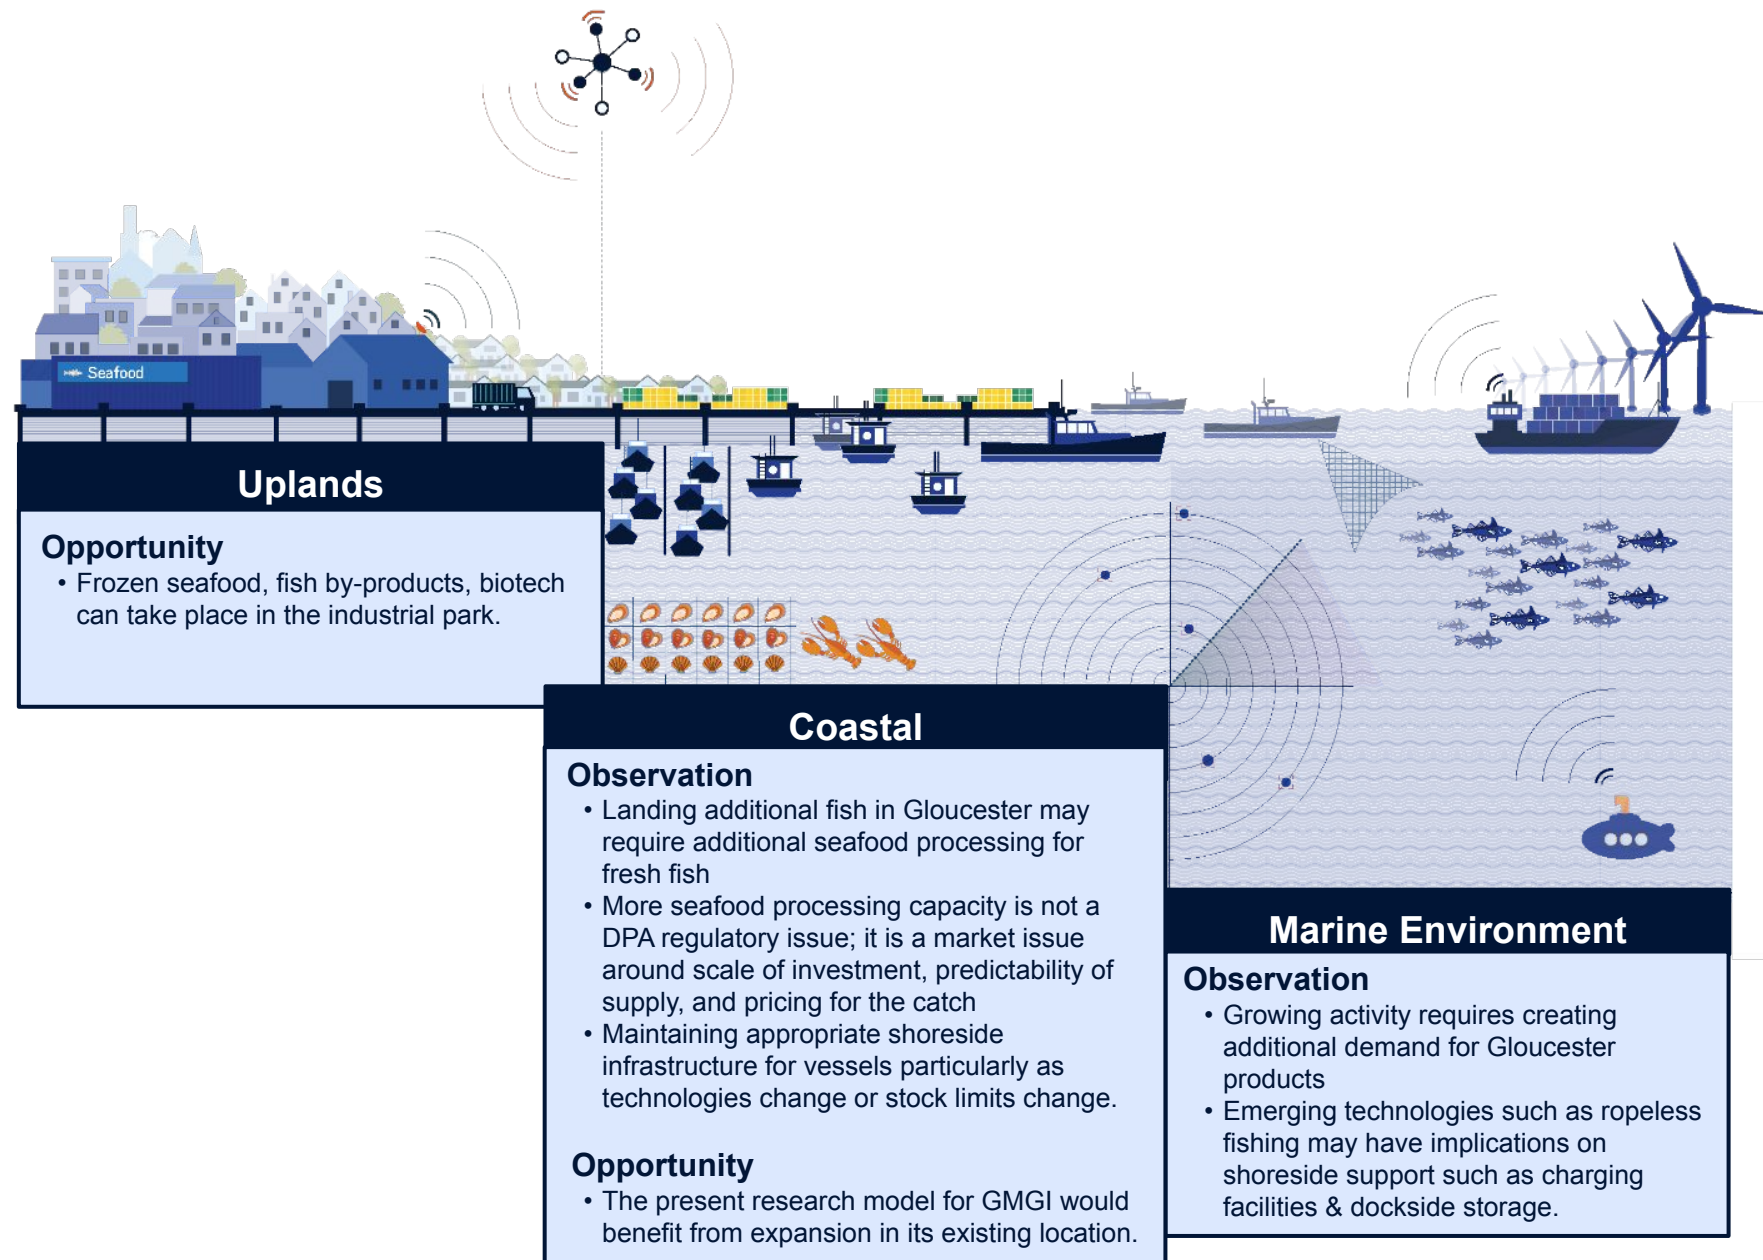 Seafood
Uplands
Opportunity
• Frozen seafood, fish by-products, biotech
can take place in the industrial park.
Coastal
Observation
• Landing additional fish in Gloucester may
require additional seafood processing for
fresh fish
• More seafood processing capacity is not a
DPA regulatory issue; it is a market issue
around scale of investment, predictability of
supply, and pricing for the catch
• Maintaining appropriate shoreside
infrastructure for vessels particularly as
technologies change or stock limits change.
Opportunity
• The present research model for GMGI would
benefit from expansion in its existing location.
Marine Environment
Observation
• Growing activity requires creating
additional demand for Gloucester
products
• Emerging technologies such as ropeless
fishing may have implications on
shoreside support such as charging
facilities & dockside storage.